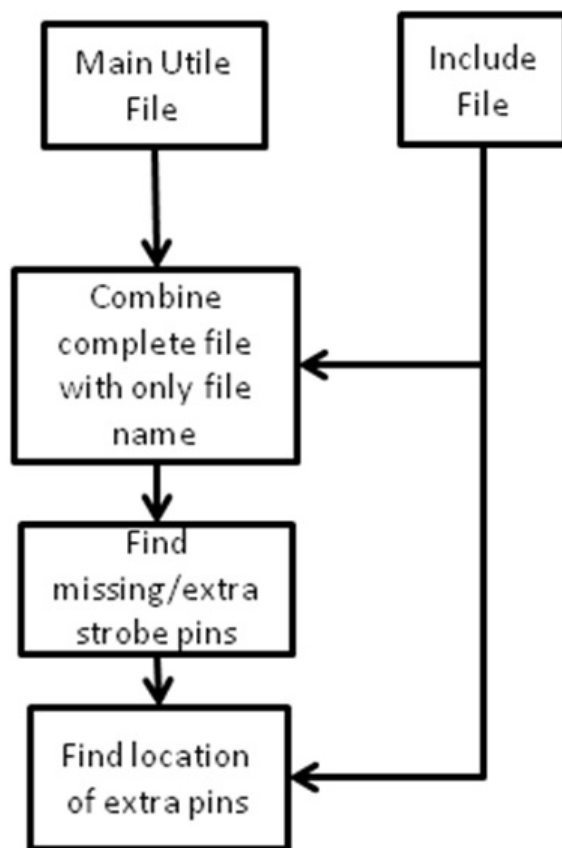 Main Utile
File
Include
File
Combine
complete file
with only file
name
Find
missing/extra
strobe pins
Find location
of extra pins